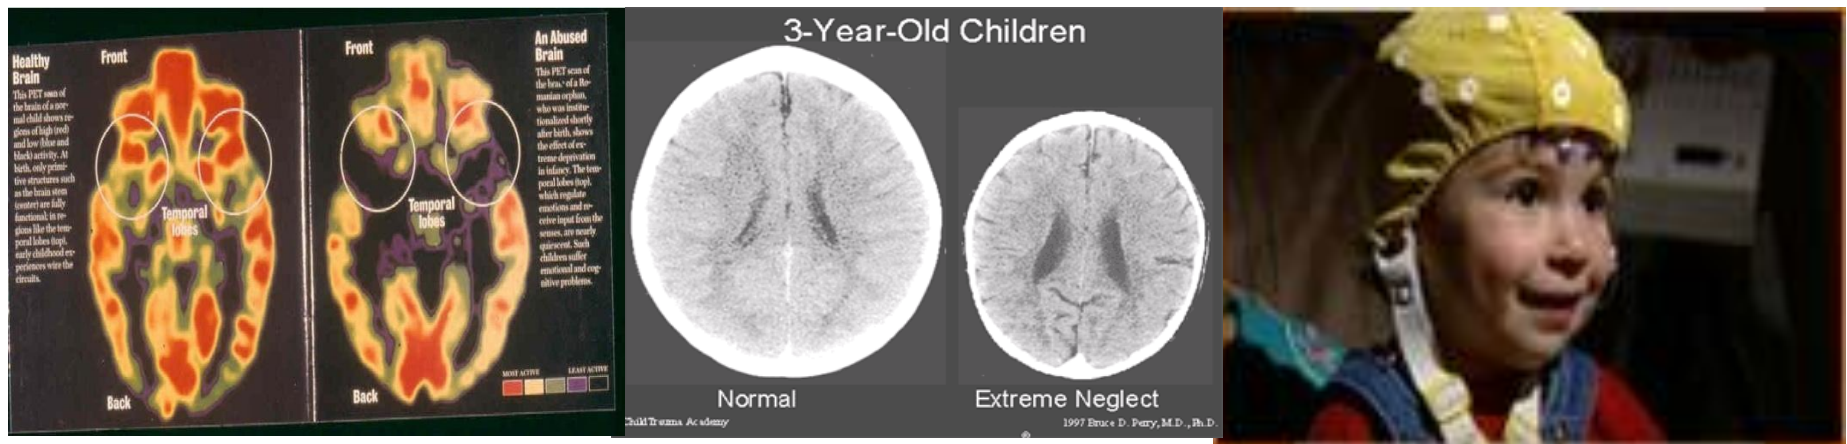 Healthy
Brain
This PET scan of
the brain of a nor-
mal child shows re-
gions of high (red)
and low (blue and
black) activity. At
birth, only primi-
tive structures such
as the brain stem
(center) are fully
functional; in re-
gions like the tem-
poral lobes (top),
early childhood ex-
periences wire the
circuits.
Front
Temporal
lobes
Back
Front
Temporal
lobes
Back
An Abused
Brain
This PET scan of
the brain of a Ro-
manian orphan,
who was institu-
tionalized shortly
after birth, shows
the effect of ex-
treme deprivation
in infancy. The tem-
poral lobes (top),
which regulate
emotions and re-
ceive input from the
senses, are nearly
quiescent. Such
children suffer
emotional and cog-
nitive problems.
MOST ACTIVE LEAST ACTIVE
3-Year-Old Children
Normal
Extreme Neglect
Child Trauma Academy
1997 Bruce D. Perry, M.D., Ph.D.